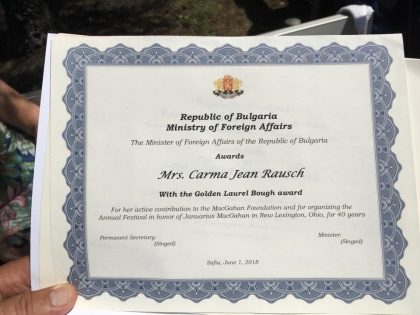 Republic of Bulgaria
Ministry of Foreign Affairs
The Minister of Foreign Affairs of the Republic of Bulgaria
Awards
Mrs. Carma Jean Rausch
With the Golden Laurel Bough award
For her active contribution to the MacGahan Foundation and for organizing the
Annual Festival in honor of Januarius MacGahan in New Lexington, Ohio, for 40 years
Permanent Secretary: Minister:
(Singed) (Singed)
Sofia, June 1, 2018